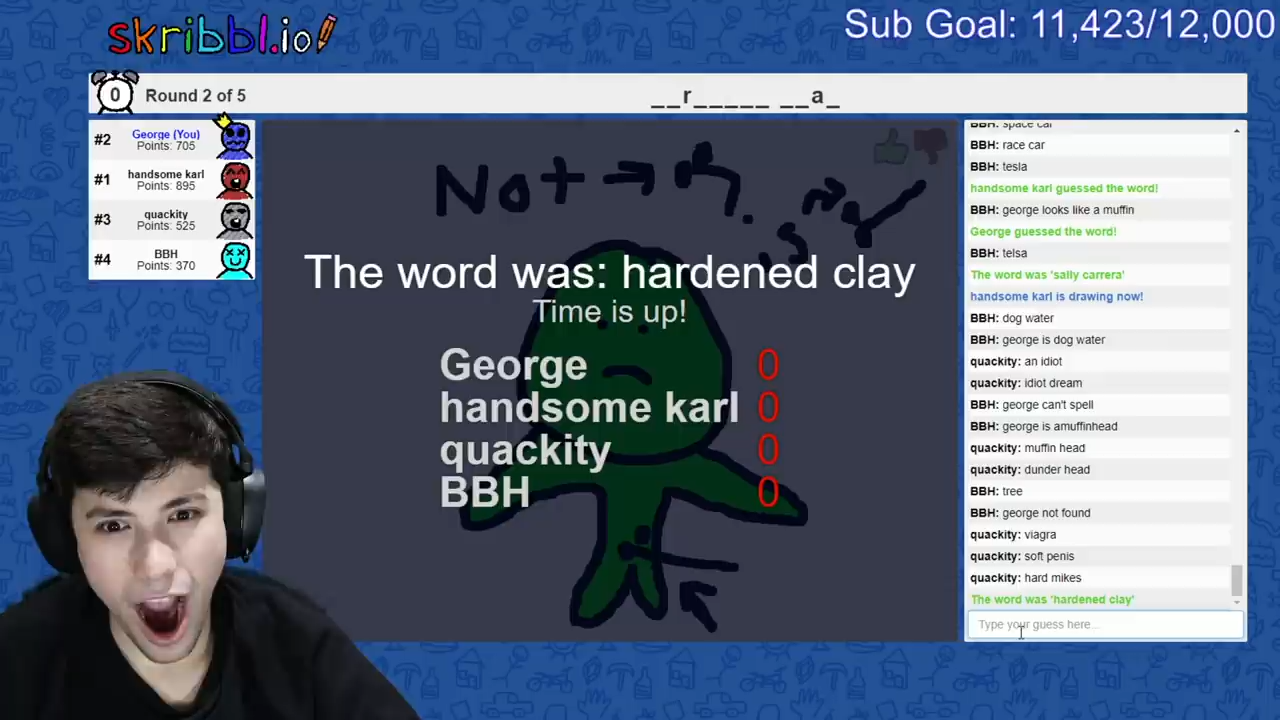 skribbl.io
Sub Goal: 11,423/12,000
0
Round 2 of 5
__r_____ __a_
#2
George (You)
Points: 705
#1
handsome karl
Points: 895
#3
quackity
Points: 525
#4
BBH
Points: 370
Not
The word was: hardened clay
Time is up!
George 0
handsome karl 0
quackity 0
BBH 0
BBH: space car
BBH: race car
BBH: tesla
handsome karl guessed the word!
BBH: george looks like a muffin
George guessed the word!
BBH: telsa
The word was 'sally carrera'
handsome karl is drawing now!
BBH: dog water
BBH: george is dog water
quackity: an idiot
quackity: idiot dream
BBH: george can't spell
BBH: george is amuffinhead
quackity: muffin head
quackity: dunder head
BBH: tree
BBH: george not found
quackity: viagra
quackity: soft penis
quackity: hard mikes
The word was 'hardened clay'
Type your guess here...